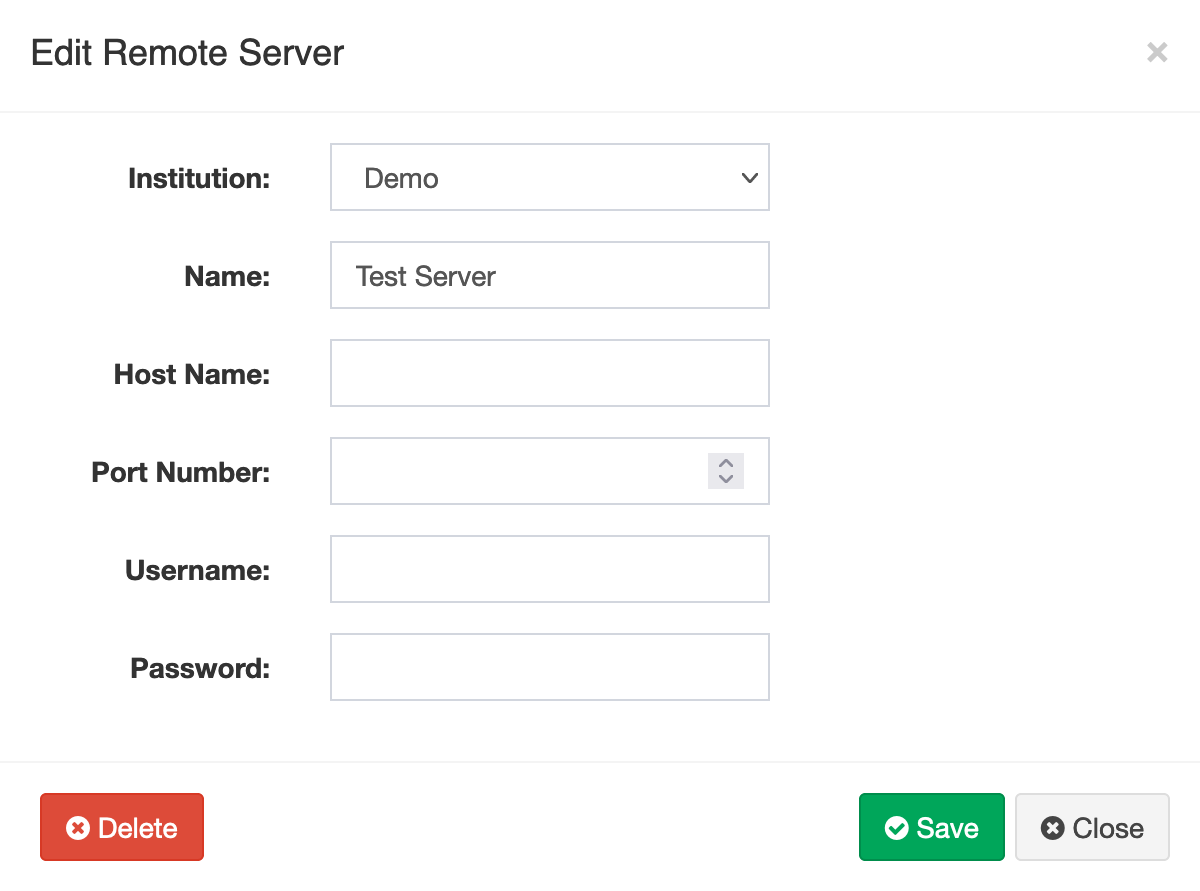 Edit Remote Server
Institution: Demo
Name: Test Server
Host Name:
Port Number:
Username:
Password:
Delete Save Close